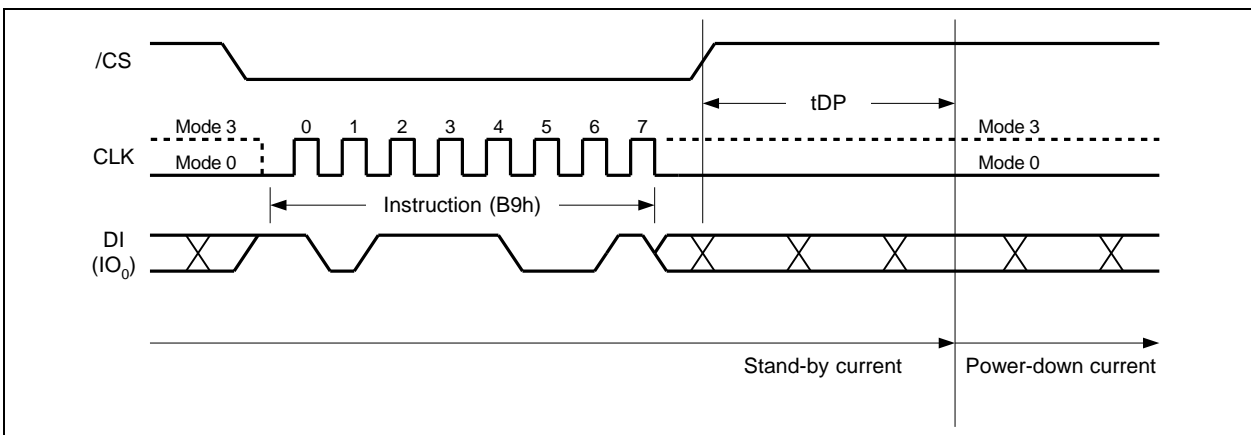 /CS
tDP
Mode 3
0 1 2 3 4 5 6 7
Mode 3
CLK
Mode 0
Mode 0
Instruction (B9h)
DI
(IO₀)
Stand-by current
Power-down current